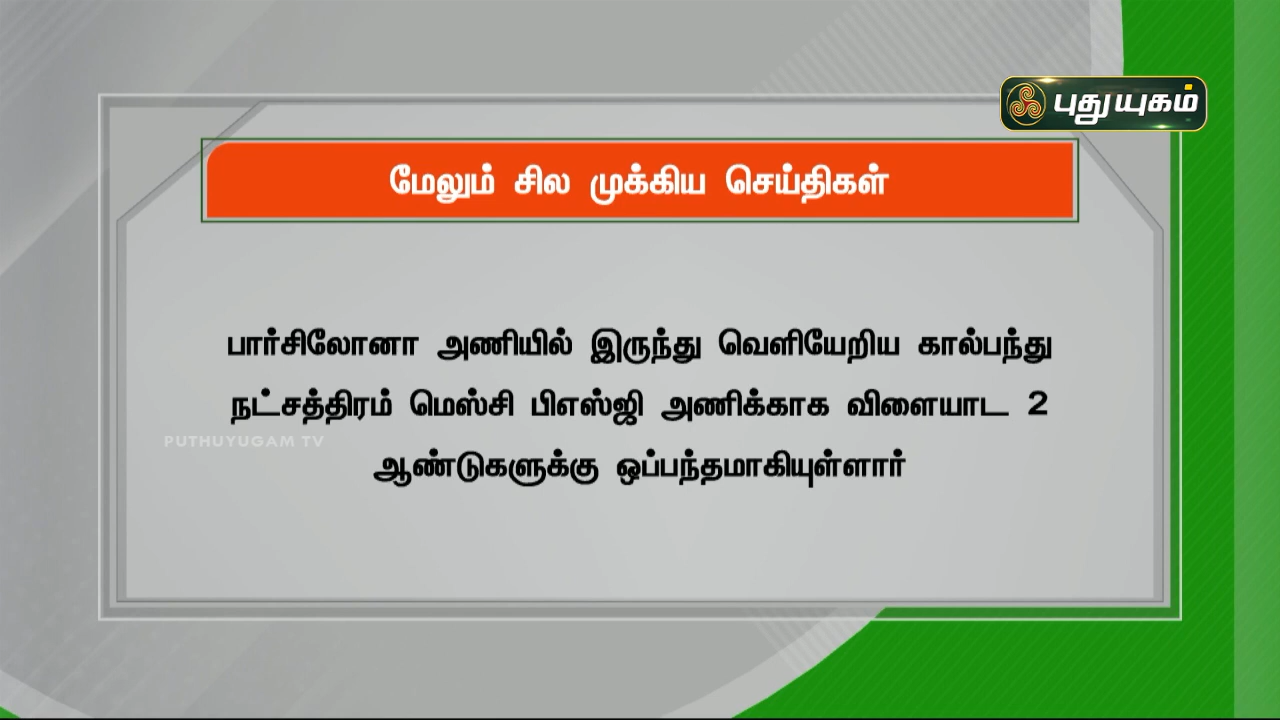 புதுயுகம்
மேலும் சில முக்கிய செய்திகள்
பார்சிலோனா அணியில் இருந்து வெளியேறிய கால்பந்து
நட்சத்திரம் மெஸ்சி பிஎஸ்ஜி அணிக்காக விளையாட 2
PUTHUYUGAM TV
ஆண்டுகளுக்கு ஒப்பந்தமாகியுள்ளார்